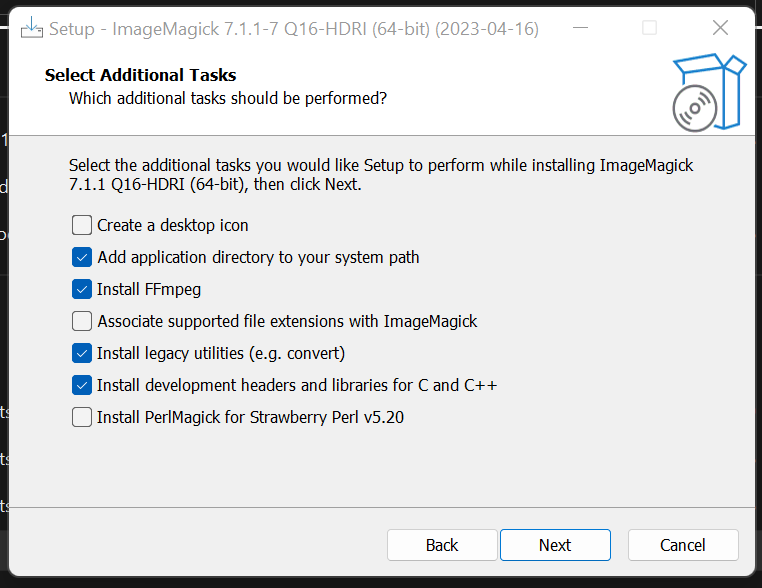 Setup - ImageMagick 7.1.1-7 Q16-HDRI (64-bit) (2023-04-16)
Select Additional Tasks
Which additional tasks should be performed?
Select the additional tasks you would like Setup to perform while installing ImageMagick
7.1.1 Q16-HDRI (64-bit), then click Next.
Create a desktop icon
Add application directory to your system path
Install FFmpeg
Associate supported file extensions with ImageMagick
Install legacy utilities (e.g. convert)
Install development headers and libraries for C and C++
Install PerlMagick for Strawberry Perl v5.20
Back
Next
Cancel